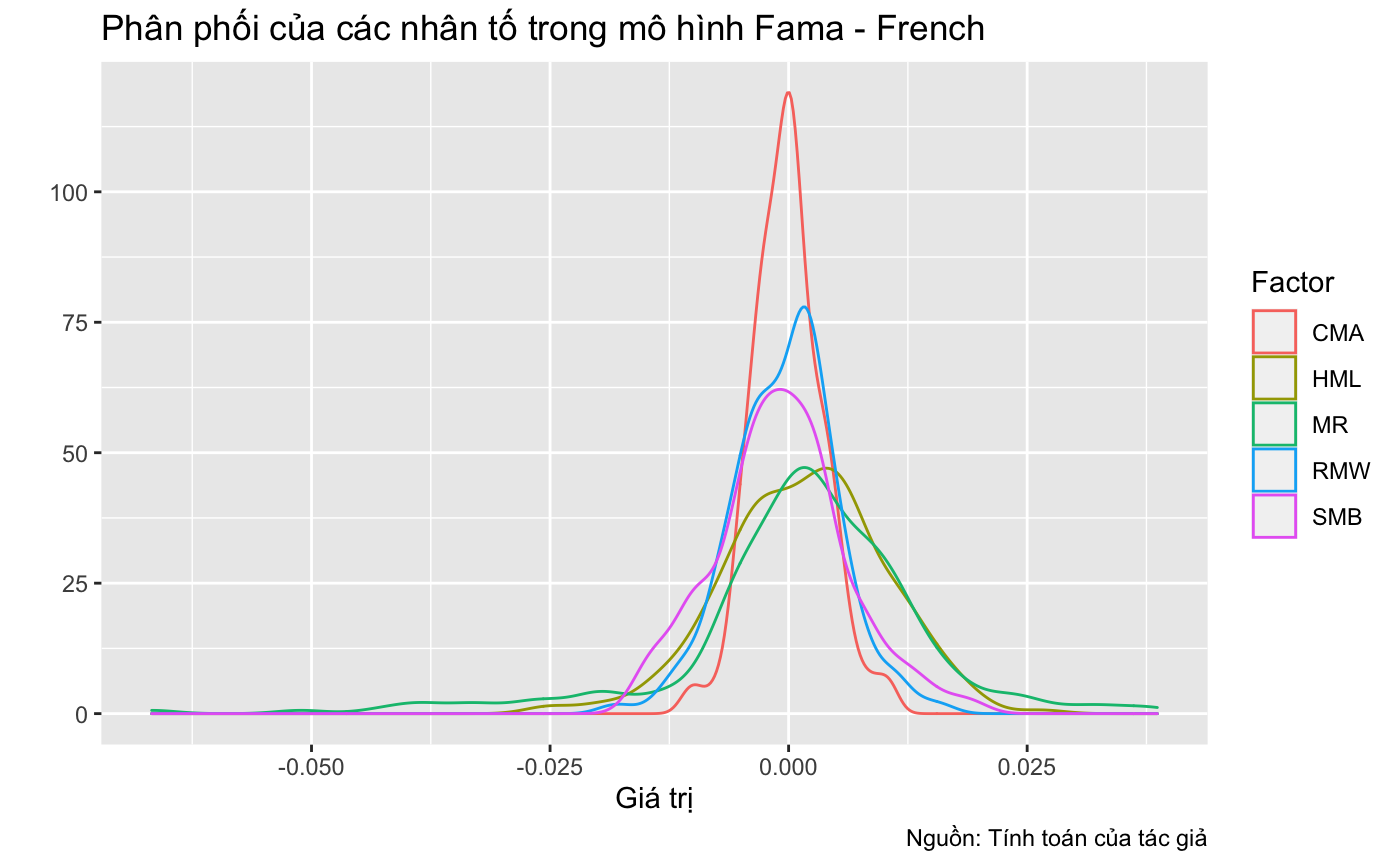 Phân phối của các nhân tố trong mô hình Fama - French
100
75
50
25
0
-0.050
-0.025
0.000
0.025
Giá trị
Factor
CMA
HML
MR
RMW
SMB
Nguồn: Tính toán của tác giả